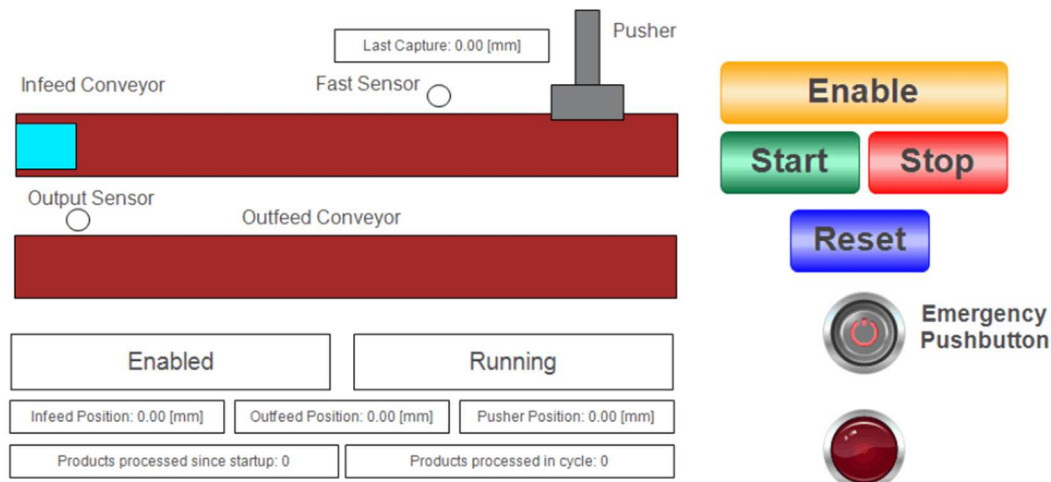 Last Capture: 0.00 [mm]
Pusher
Infeed Conveyor
Fast Sensor
Enable
Start
Stop
Output Sensor
Outfeed Conveyor
Reset
Emergency
Pushbutton
Enabled
Running
Infeed Position: 0.00 [mm]
Outfeed Position: 0.00 [mm]
Pusher Position: 0.00 [mm]
Products processed since startup: 0
Products processed in cycle: 0